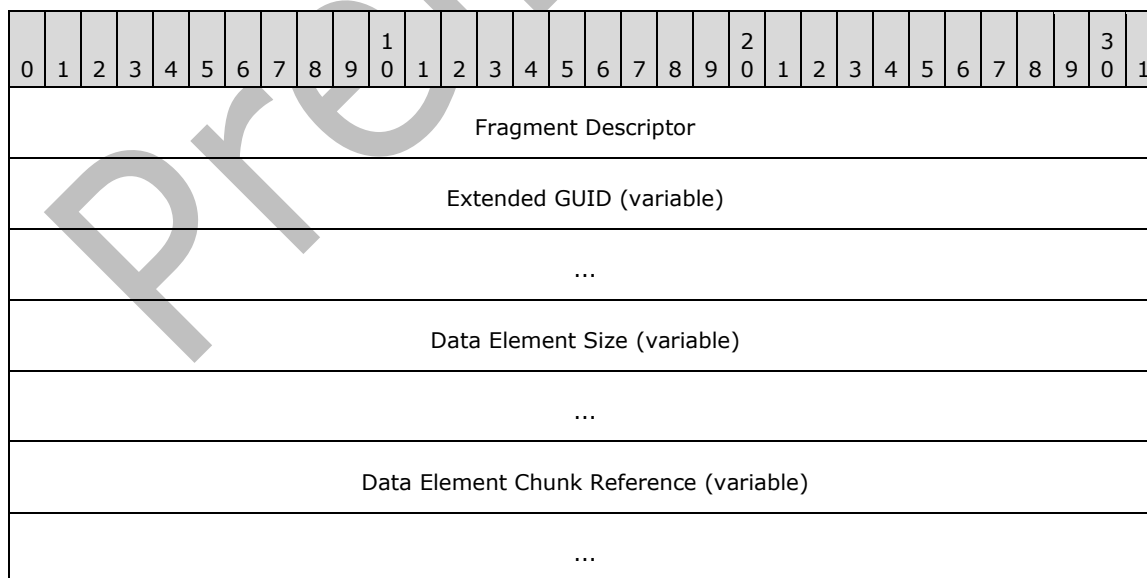 1 2 3
0 1 2 3 4 5 6 7 8 9 0 1 2 3 4 5 6 7 8 9 0 1 2 3 4 5 6 7 8 9 0 1
Fragment Descriptor
Extended GUID (variable)
...
Data Element Size (variable)
...
Data Element Chunk Reference (variable)
...